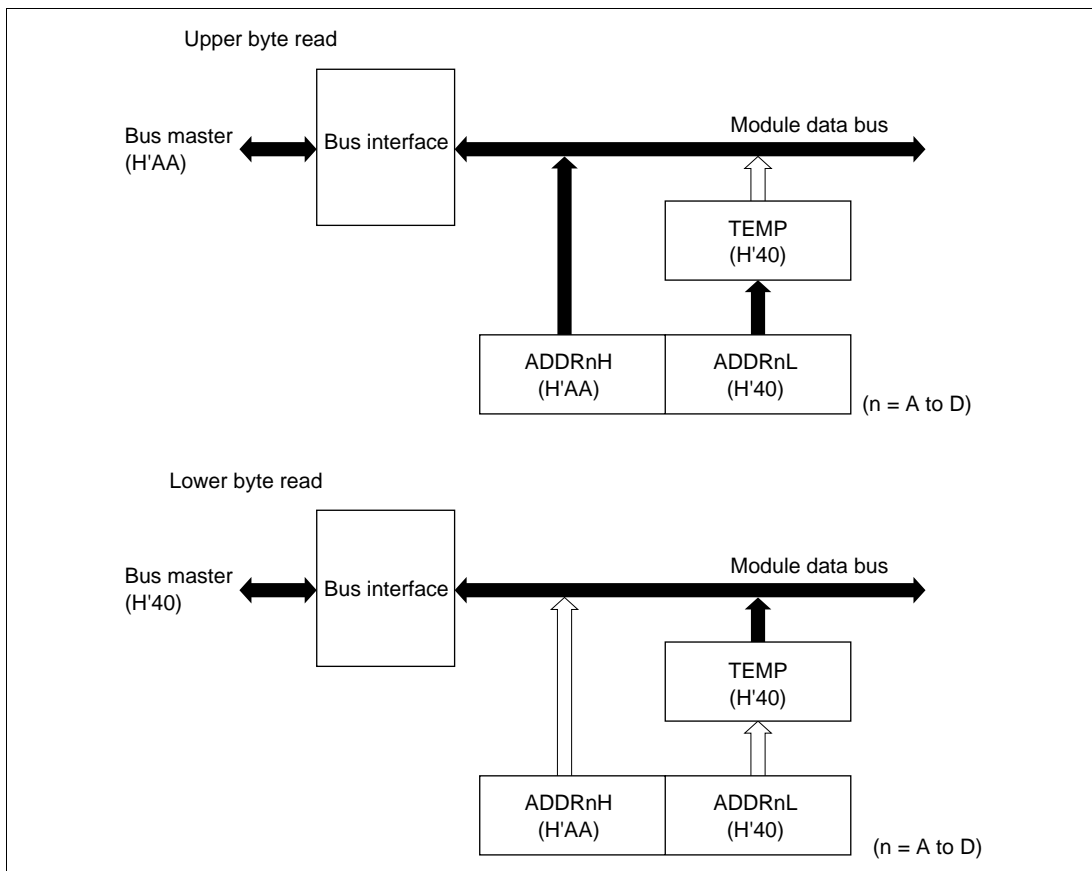 Upper byte read
Bus master
(H'AA)
Bus interface
Module data bus
TEMP
(H'40)
ADDRnH
(H'AA)
ADDRnL
(H'40)
(n = A to D)
Lower byte read
Bus master
(H'40)
Bus interface
Module data bus
TEMP
(H'40)
ADDRnH
(H'AA)
ADDRnL
(H'40)
(n = A to D)